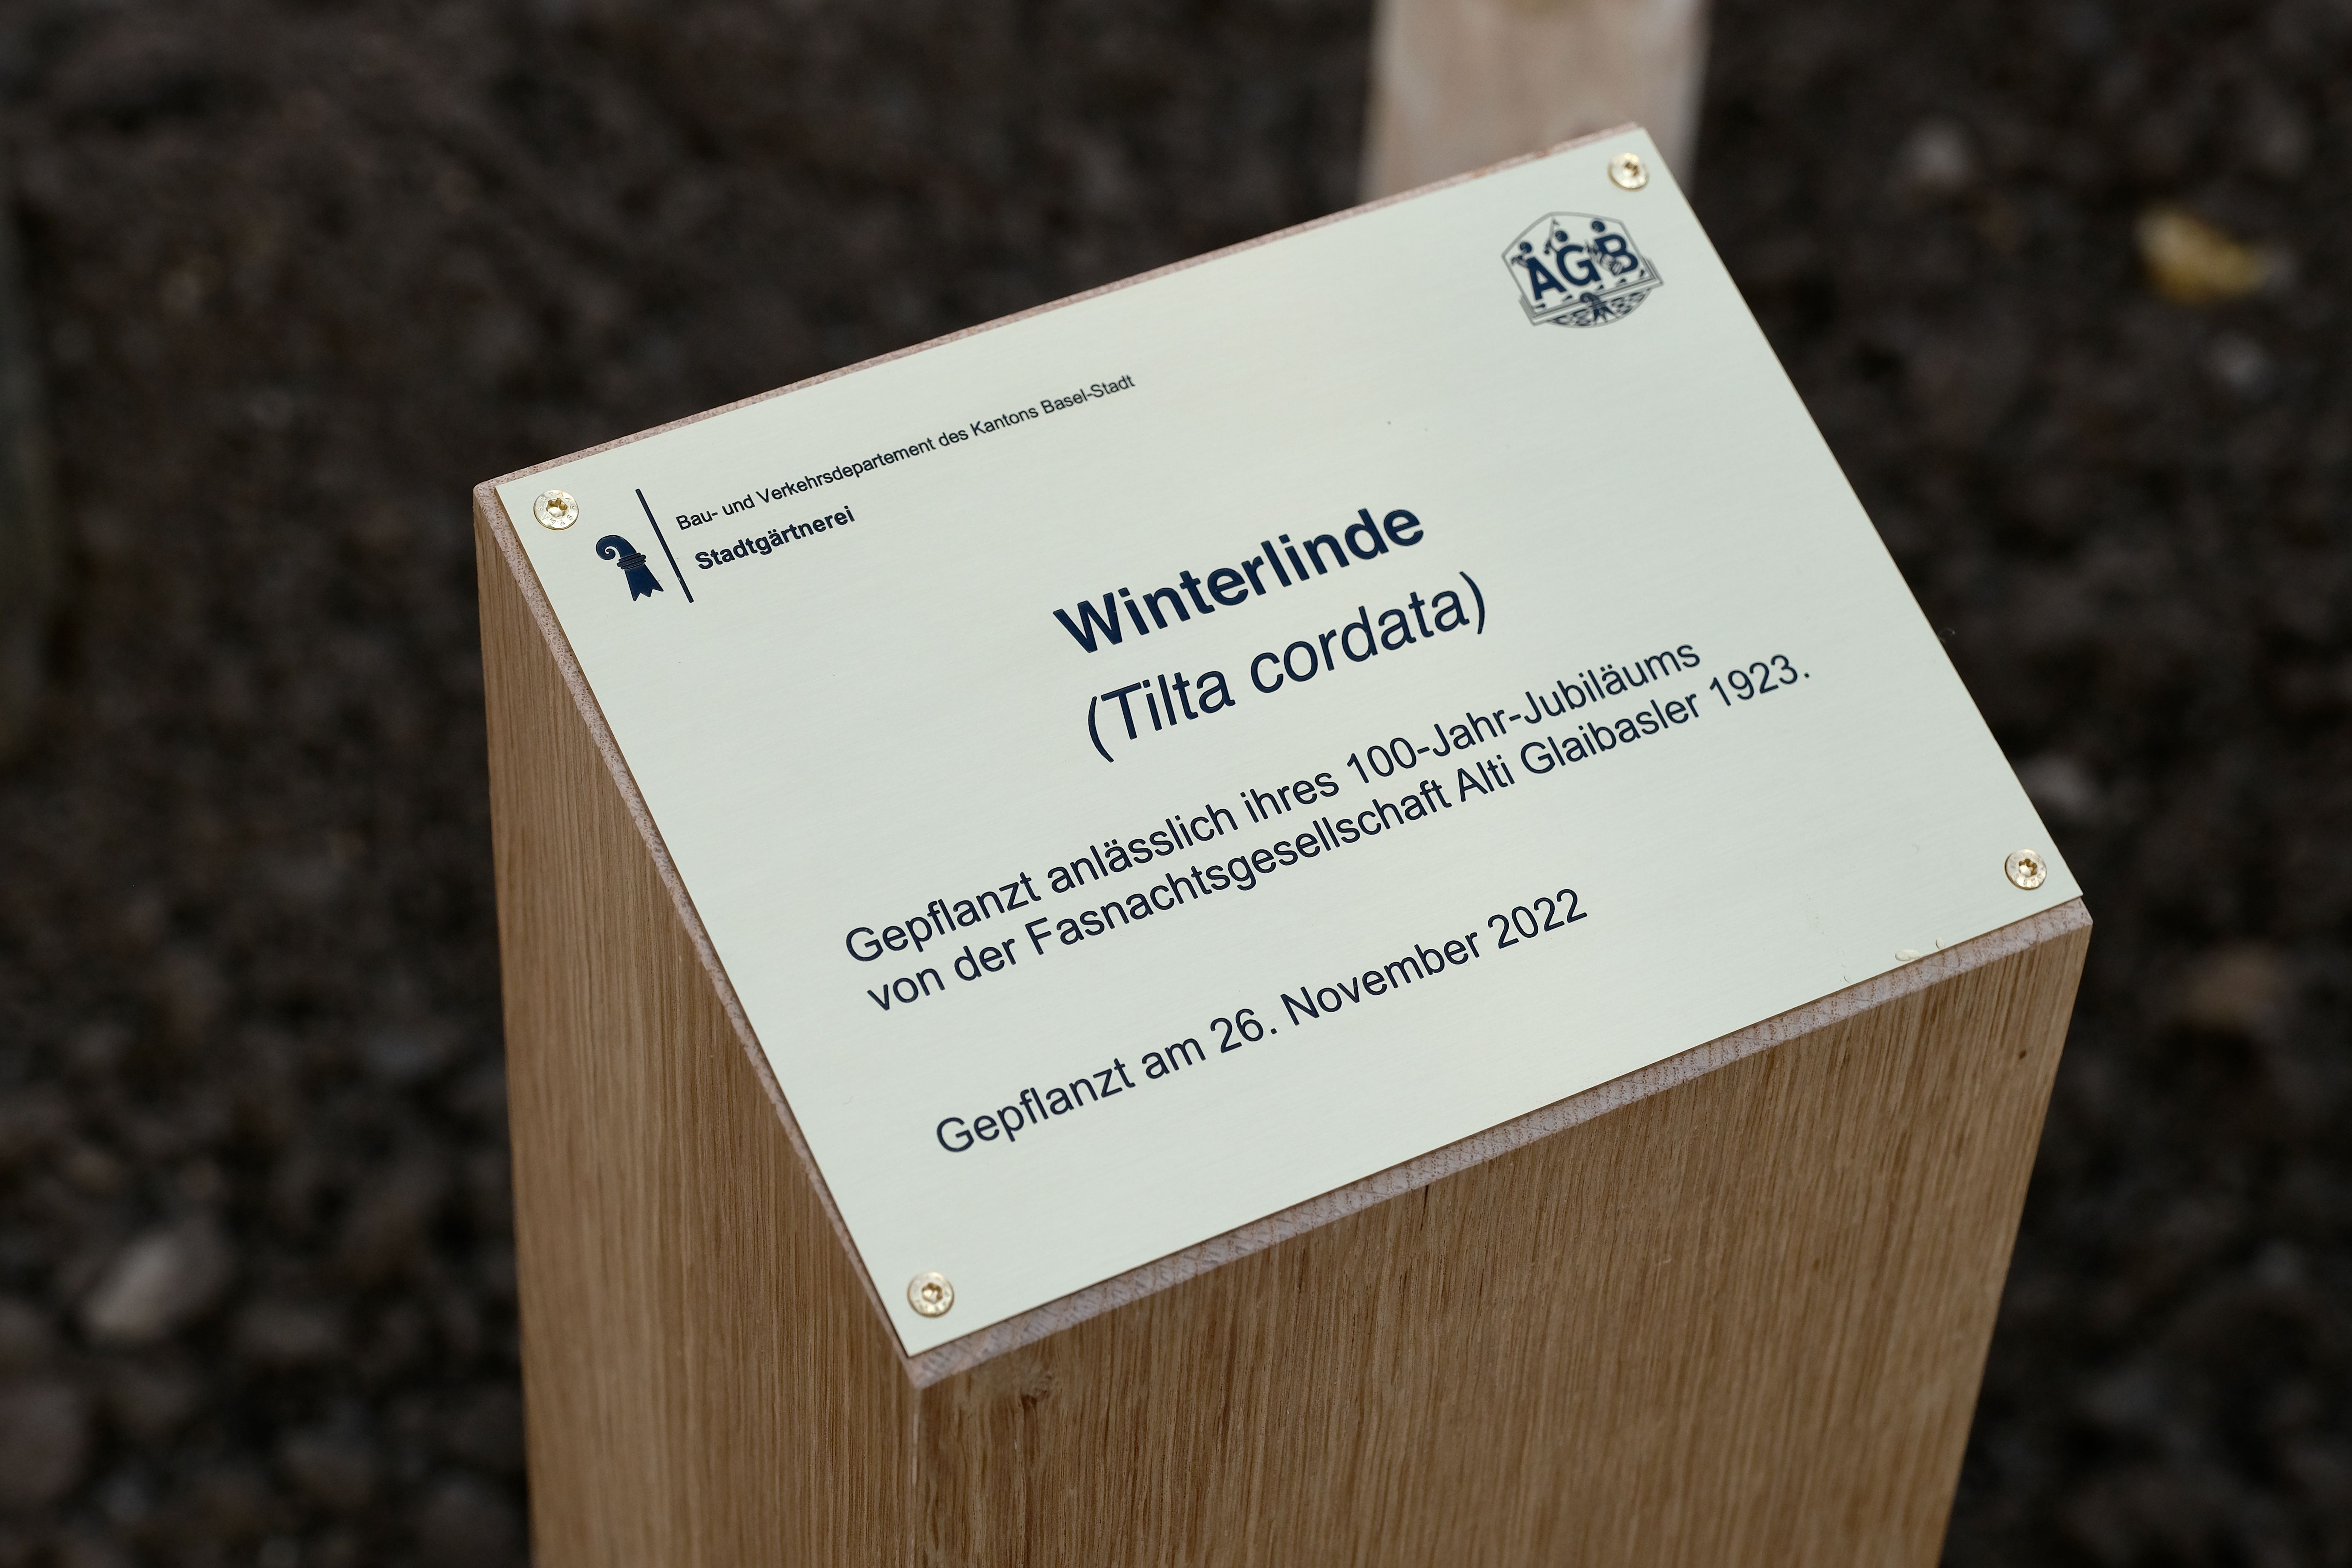 AGB
Bau- und Verkehrsdepartement des Kantons Basel-Stadt
Stadtgärtnerei
Winterlinde
(Tilta cordata)
Gepflanzt anlässlich ihres 100-Jahr-Jubiläums
von der Fasnachtsgesellschaft Alti Glaibasler 1923.
Gepflanzt am 26. November 2022